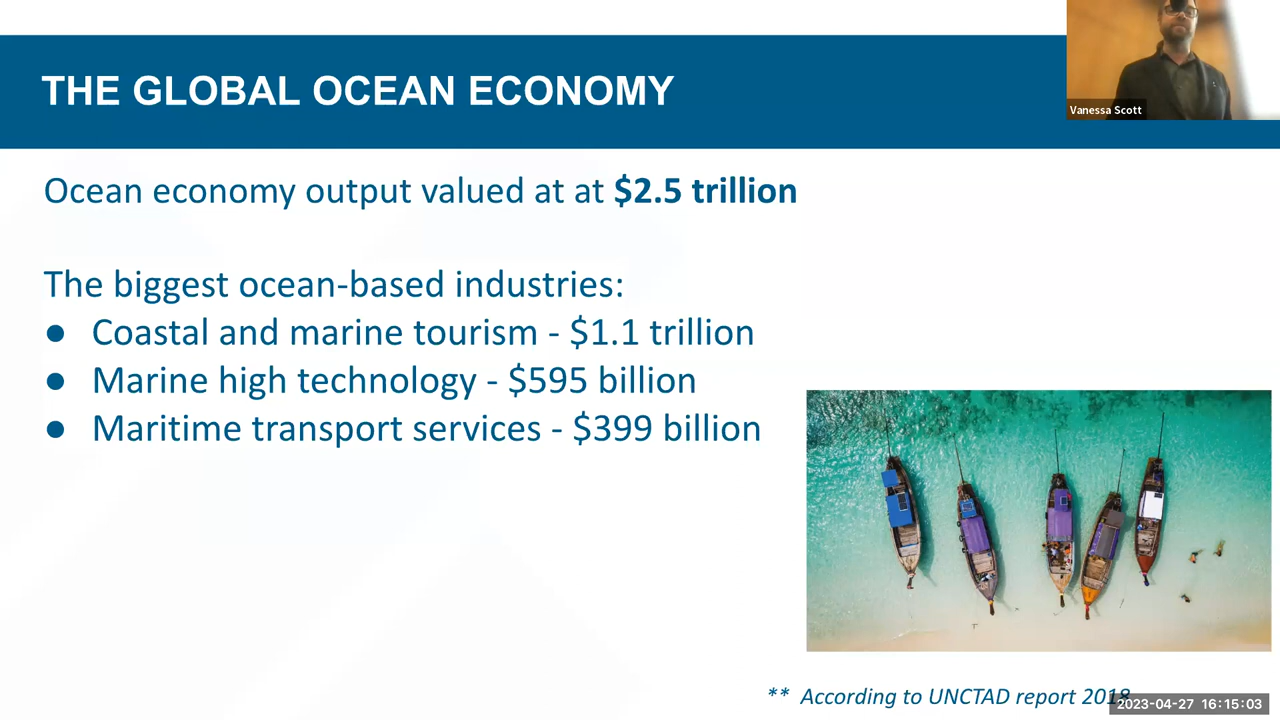 THE GLOBAL OCEAN ECONOMY
Vanessa Scott
Ocean economy output valued at at $2.5 trillion
The biggest ocean-based industries:
● Coastal and marine tourism - $1.1 trillion
● Marine high technology - $595 billion
● Maritime transport services - $399 billion
** According to UNCTAD report 2018
2023-04-27 16:15:03